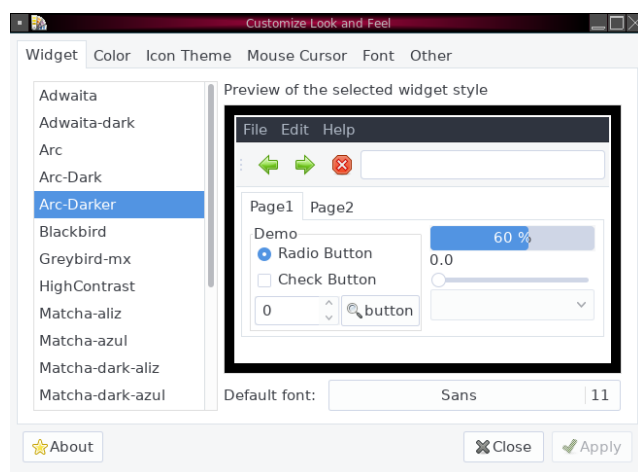 Customize Look and Feel
Widget Color Icon Theme Mouse Cursor Font Other
Adwaita
Adwaita-dark
Arc
Arc-Dark
Arc-Darker
Blackbird
Greybird-mx
HighContrast
Matcha-aliz
Matcha-azul
Matcha-dark-aliz
Matcha-dark-azul
Preview of the selected widget style
File Edit Help
Page1 Page2
Demo
Radio Button
Check Button
0
button
60 %
0.0
Default font: Sans 11
About
Close
Apply